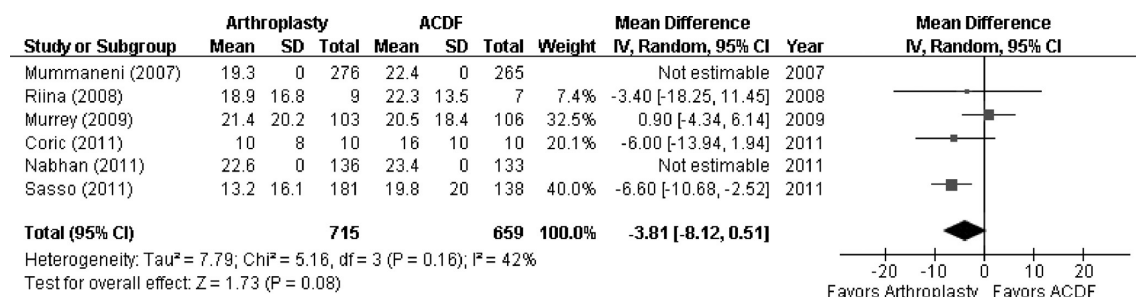 Arthroplasty ACDF Mean Difference Mean Difference
Study or Subgroup Mean SD Total Mean SD Total Weight IV, Random, 95% CI Year IV, Random, 95% CI
Mummaneni (2007) 19.3 0 276 22.4 0 265 Not estimable 2007
Riina (2008) 18.9 16.8 9 22.3 13.5 7 7.4% -3.40 [-18.25, 11.45] 2008
Murrey (2009) 21.4 20.2 103 20.5 18.4 106 32.5% 0.90 [-4.34, 6.14] 2009
Coric (2011) 10 8 10 16 10 10 20.1% -6.00 [-13.94, 1.94] 2011
Nabhan (2011) 22.6 0 136 23.4 0 133 Not estimable 2011
Sasso (2011) 13.2 16.1 181 19.8 20 138 40.0% -6.60 [-10.68, -2.52] 2011
Total (95% CI) 715 659 100.0% -3.81 [-8.12, 0.51]
Heterogeneity: Tau² = 7.79; Chi² = 5.16, df = 3 (P = 0.16); I² = 42%
Test for overall effect: Z = 1.73 (P = 0.08)
-20 -10 0 10 20
Favors Arthroplasty Favors ACDF